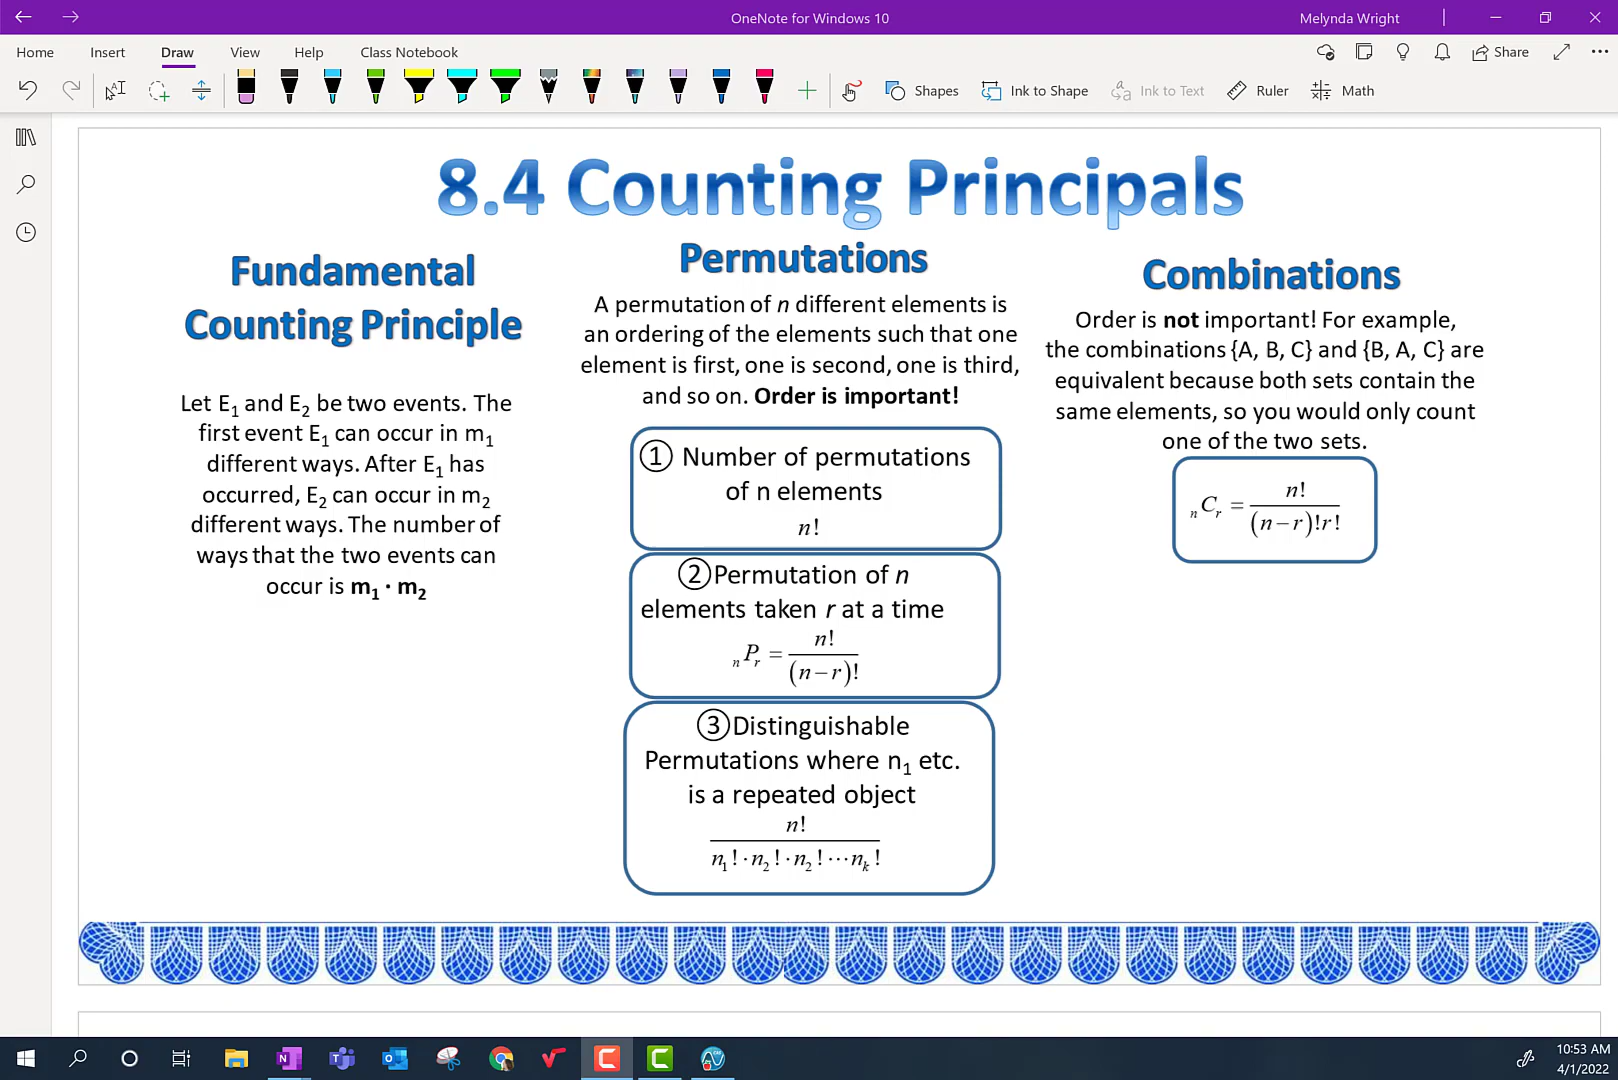 OneNote for Windows 10
Melynda Wright
Home Insert Draw View Help Class Notebook
Share
Shapes Ink to Shape Ink to Text Ruler Math
8.4 Counting Principals
Fundamental
Counting Principle
Let E₁ and E₂ be two events. The
first event E₁ can occur in m₁
different ways. After E₁ has
occurred, E₂ can occur in m₂
different ways. The number of
ways that the two events can
occur is m₁ · m₂
Permutations
A permutation of n different elements is
an ordering of the elements such that one
element is first, one is second, one is third,
and so on. Order is important!
① Number of permutations
of n elements
n!
② Permutation of n
elements taken r at a time
ₙPᵣ = n! / (n−r)!
③ Distinguishable
Permutations where n₁ etc.
is a repeated object
n!
n₁! · n₂! · n₂! ··· nₖ!
Combinations
Order is not important! For example,
the combinations {A, B, C} and {B, A, C} are
equivalent because both sets contain the
same elements, so you would only count
one of the two sets.
ₙCᵣ = n! / (n−r)!r!
10:53 AM
4/1/2022